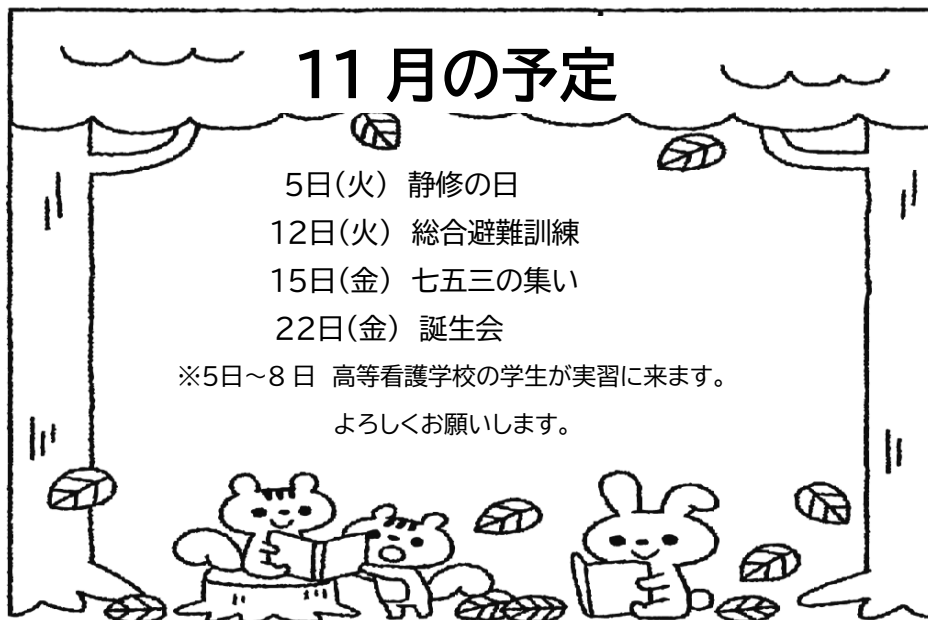 11 月の予定
5日(火) 静修の日
12日(火) 総合避難訓練
15日(金) 七五三の集い
22日(金) 誕生会
※5日～8 日 高等看護学校の学生が実習に来ます。
よろしくお願いします。